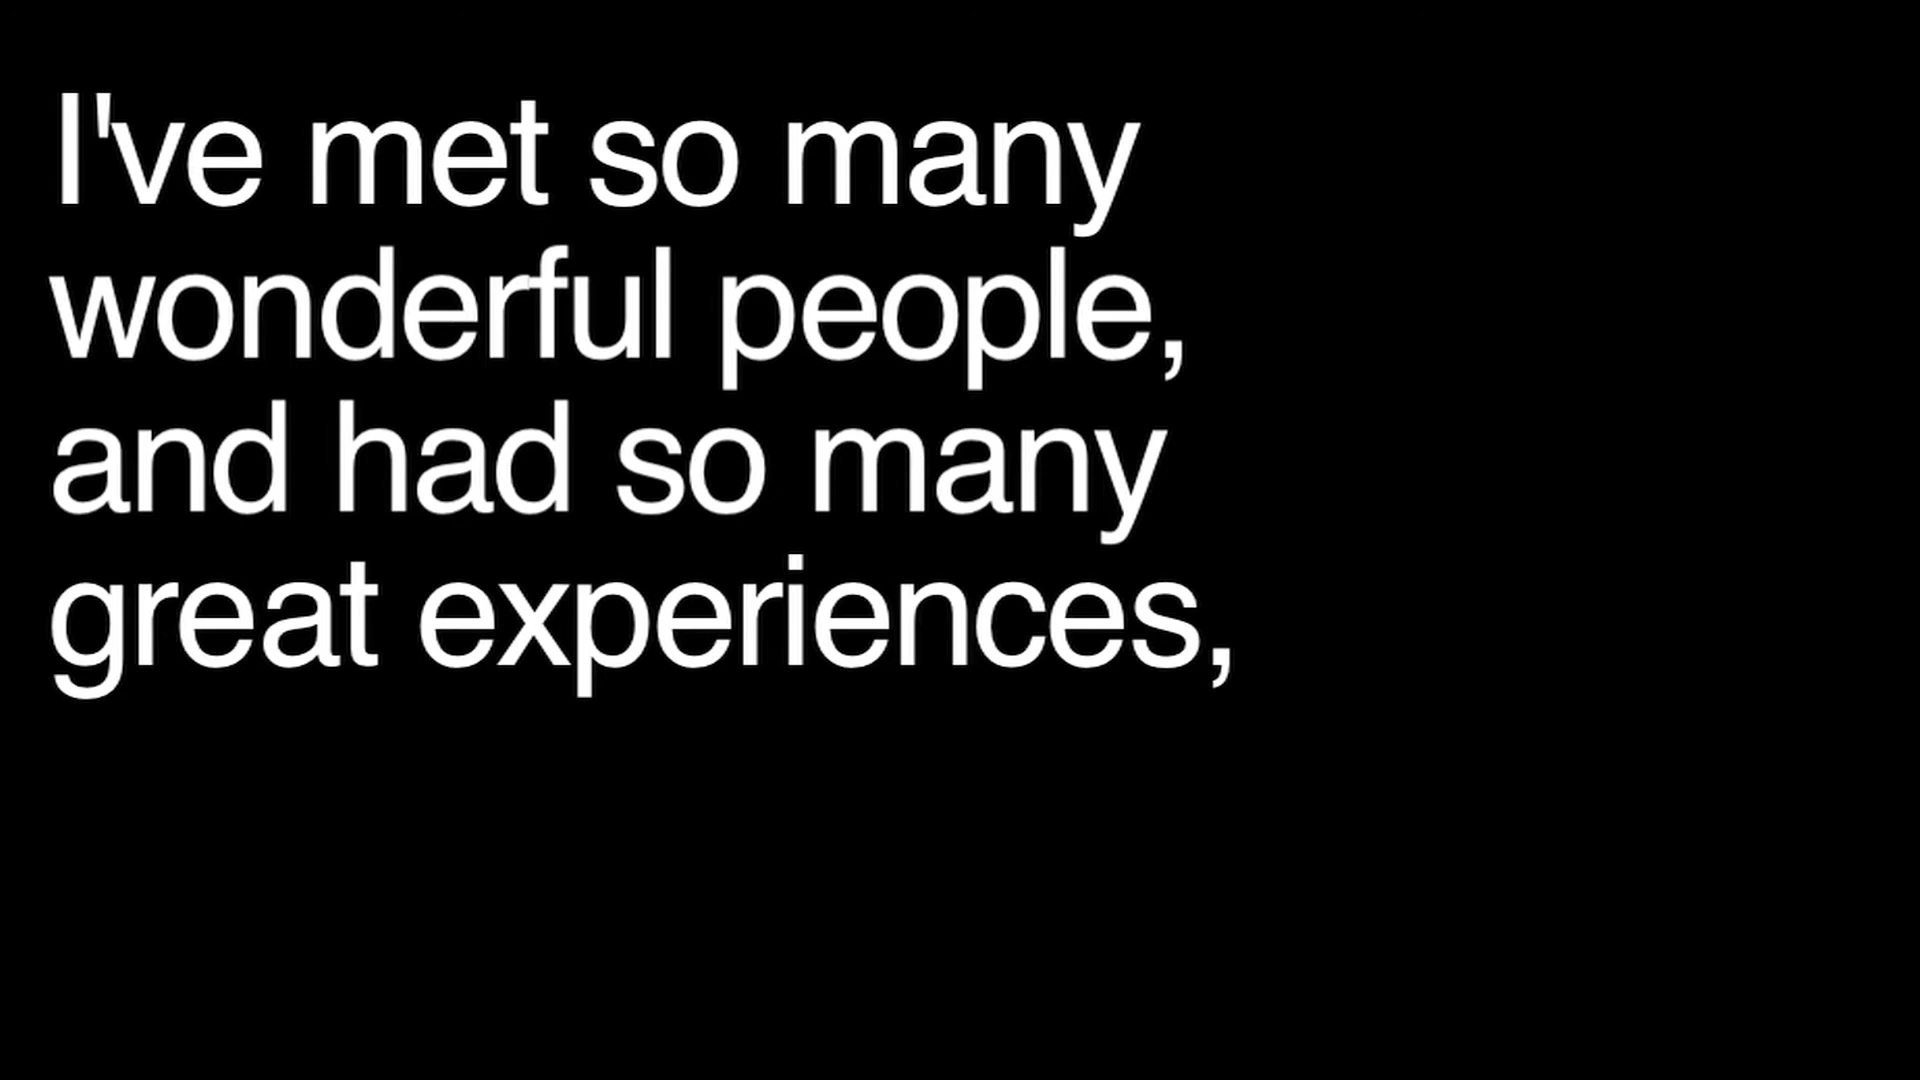 I've met so many
wonderful people,
and had so many
great experiences,